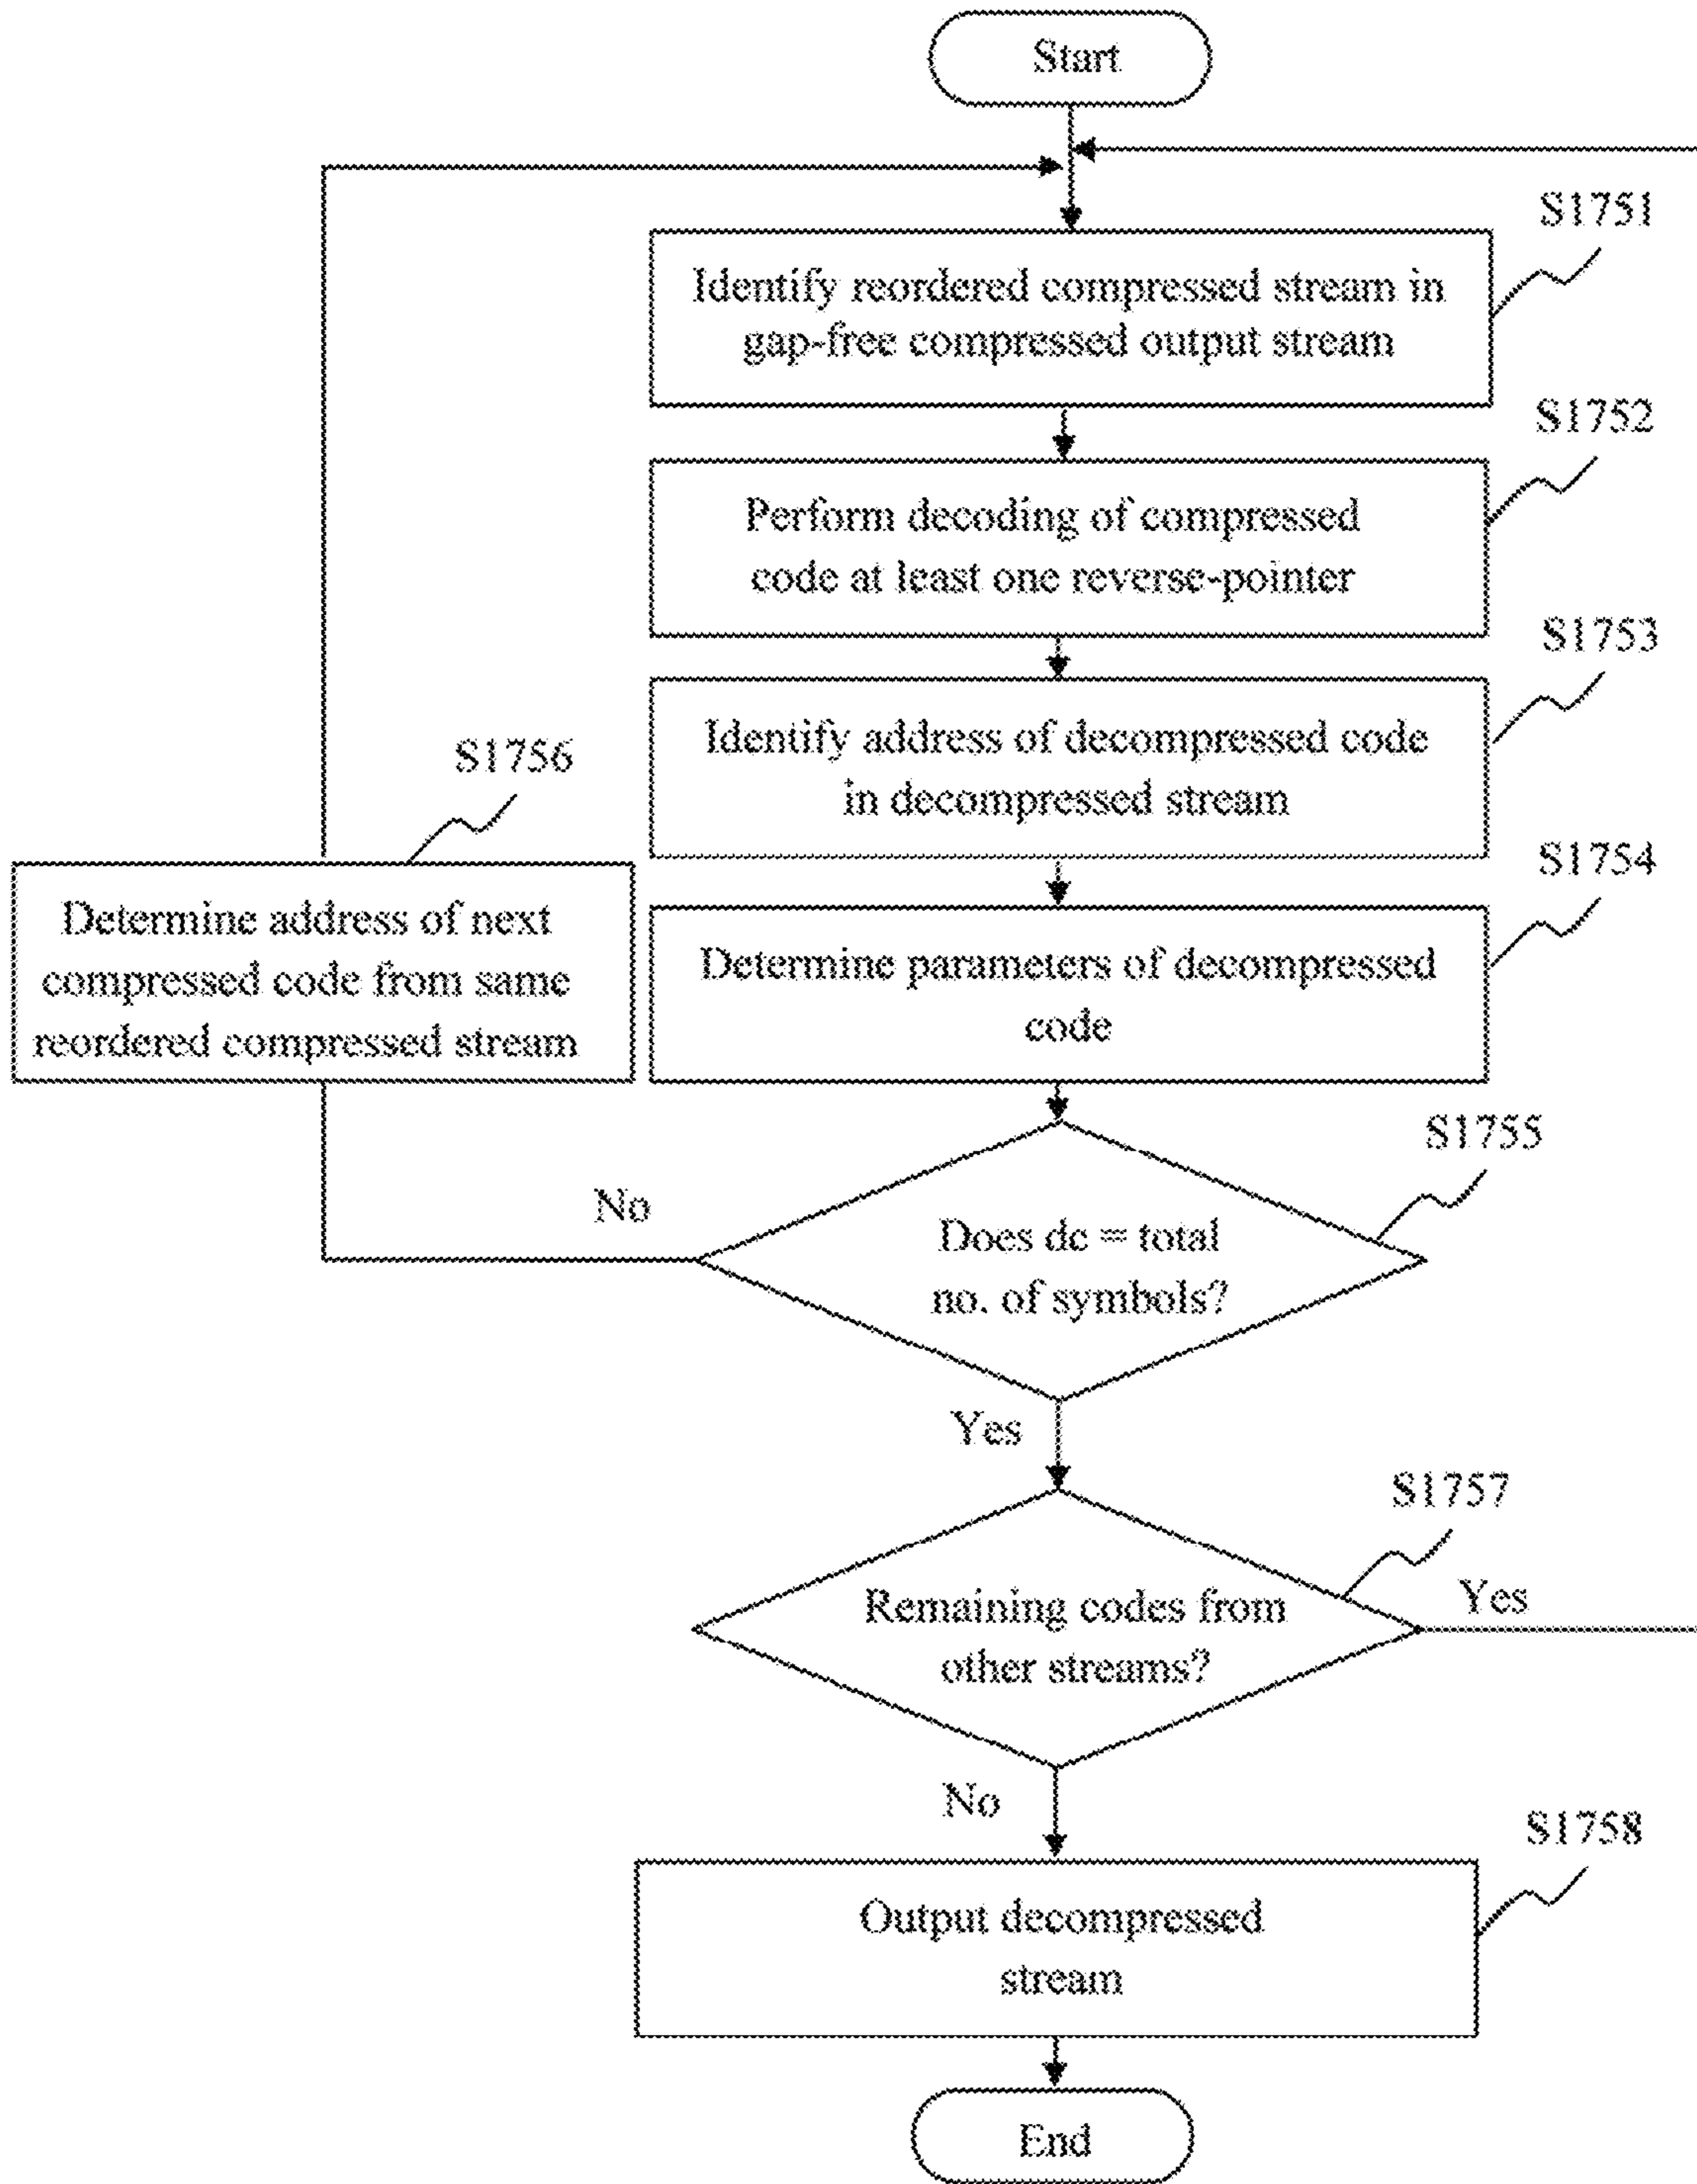 Start
S1751
Identify reordered compressed stream in
gap-free compressed output stream
S1752
Perform decoding of compressed
code at least one reverse-pointer
S1753
Identify address of decompressed code
in decompressed stream
S1756
Determine address of next
compressed code from same
reordered compressed stream
S1754
Determine parameters of decompressed
code
S1755
No
Does dc = total
no. of symbols?
Yes
S1757
Remaining codes from
other streams?
Yes
No
S1758
Output decompressed
stream
End